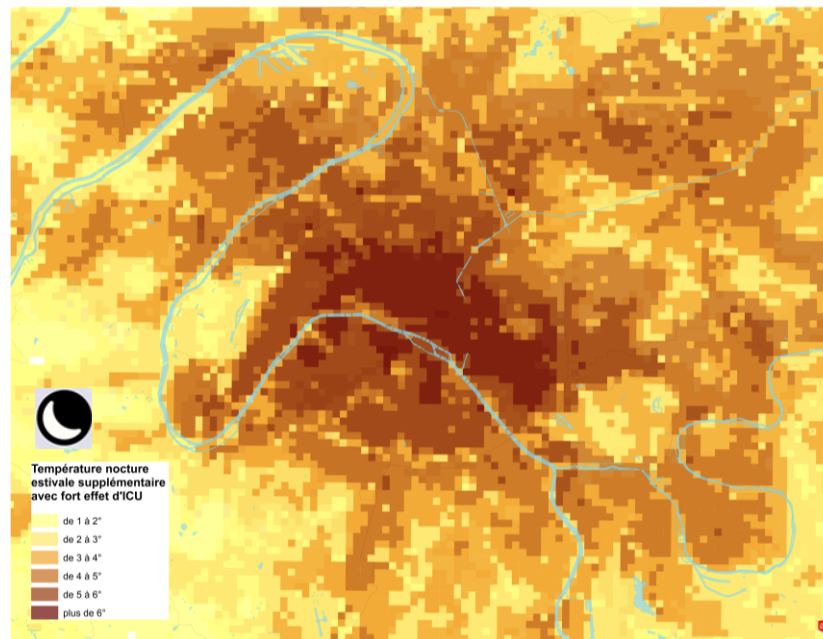 Température nocture
estivale supplémentaire
avec fort effet d'ICU
de 1 à 2°
de 2 à 3°
de 3 à 4°
de 4 à 5°
de 5 à 6°
plus de 6°